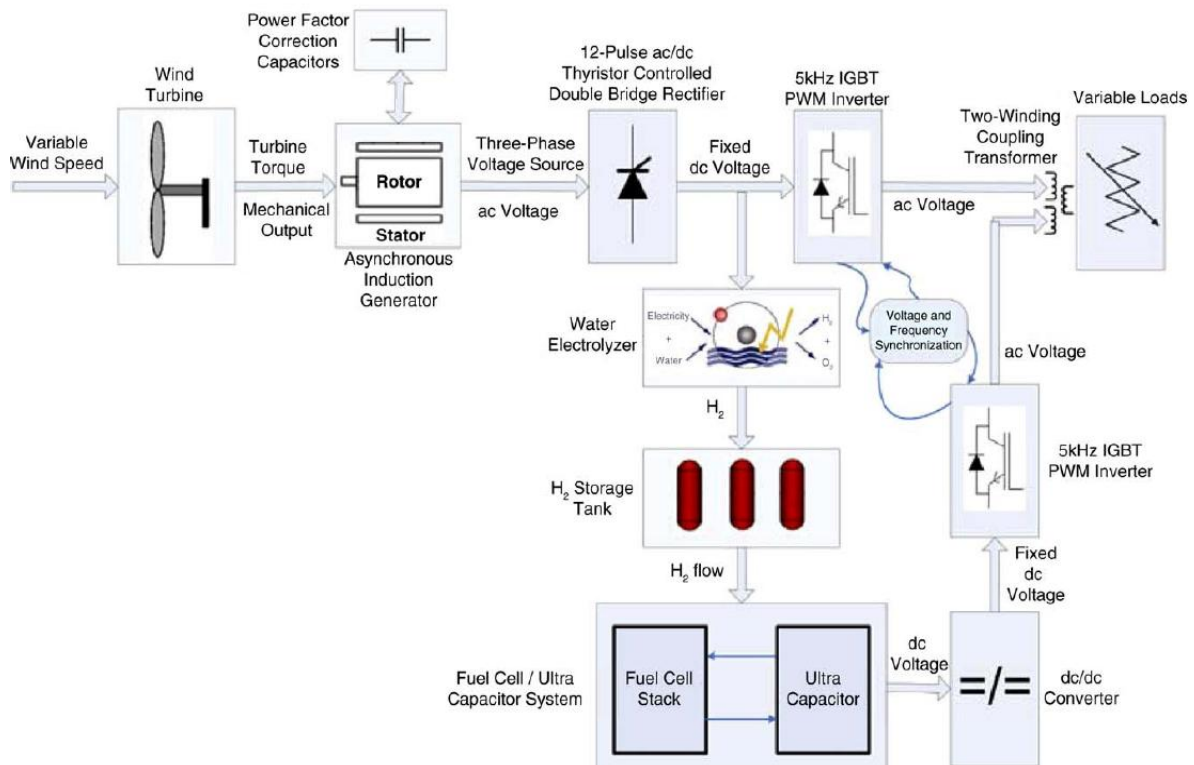 Power Factor
Correction
Capacitors
Wind
Turbine
12-Pulse ac/dc
Thyristor Controlled
Double Bridge Rectifier
5kHz IGBT
PWM Inverter
Two-Winding
Coupling
Transformer
Variable Loads
Variable
Wind Speed
Turbine
Torque
Mechanical
Output
Rotor
Stator
Asynchronous
Induction
Generator
Three-Phase
Voltage Source
ac Voltage
Fixed
dc Voltage
ac Voltage
Water
Electrolyzer
Electricity
+
Water
H₂
+
O₂
Voltage and
Frequency
Synchronization
ac Voltage
H₂
H₂ Storage
Tank
5kHz IGBT
PWM Inverter
H₂ flow
Fixed
dc
Voltage
Fuel Cell / Ultra
Capacitor System
Fuel Cell
Stack
Ultra
Capacitor
dc
Voltage
=/=
dc/dc
Converter